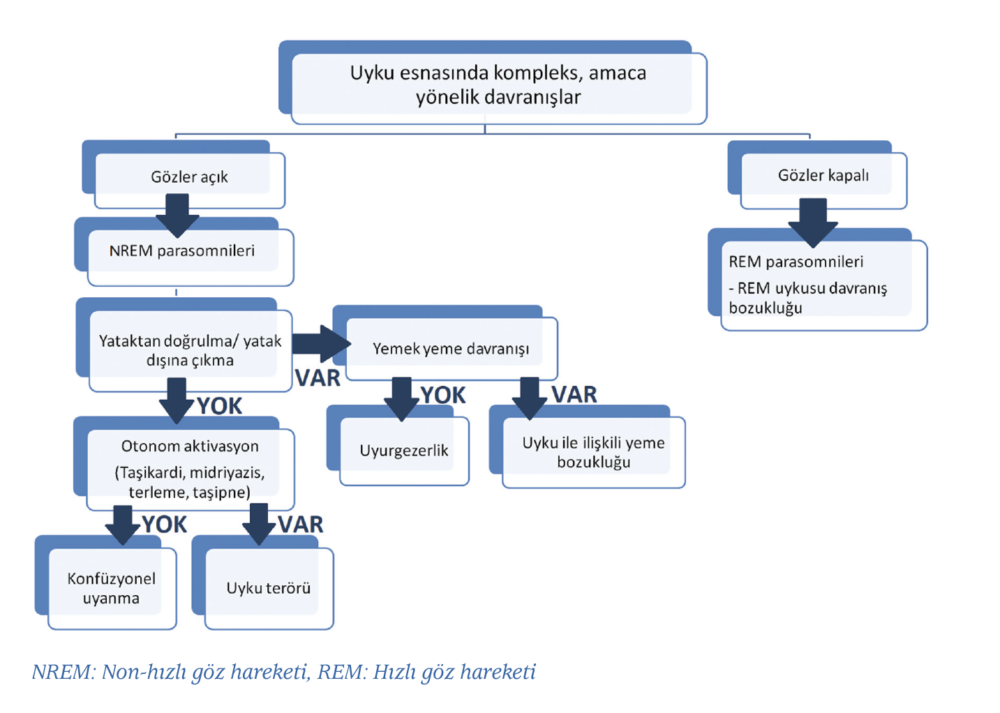 Uyku esnasında kompleks, amaca
yönelik davranışlar
Gözler açık
Gözler kapalı
NREM parasomnileri
REM parasomnileri
- REM uykusu davranış
bozukluğu
Yataktan doğrulma/ yatak
dışına çıkma
VAR
Yemek yeme davranışı
YOK
YOK
VAR
Otonom aktivasyon
(Taşikardi, midriyazis,
terleme, taşipne)
Uyurgezerlik
Uyku ile ilişkili yeme
bozukluğu
YOK
VAR
Konfüzyonel
uyanma
Uyku terörü
NREM: Non-hızlı göz hareketi, REM: Hızlı göz hareketi